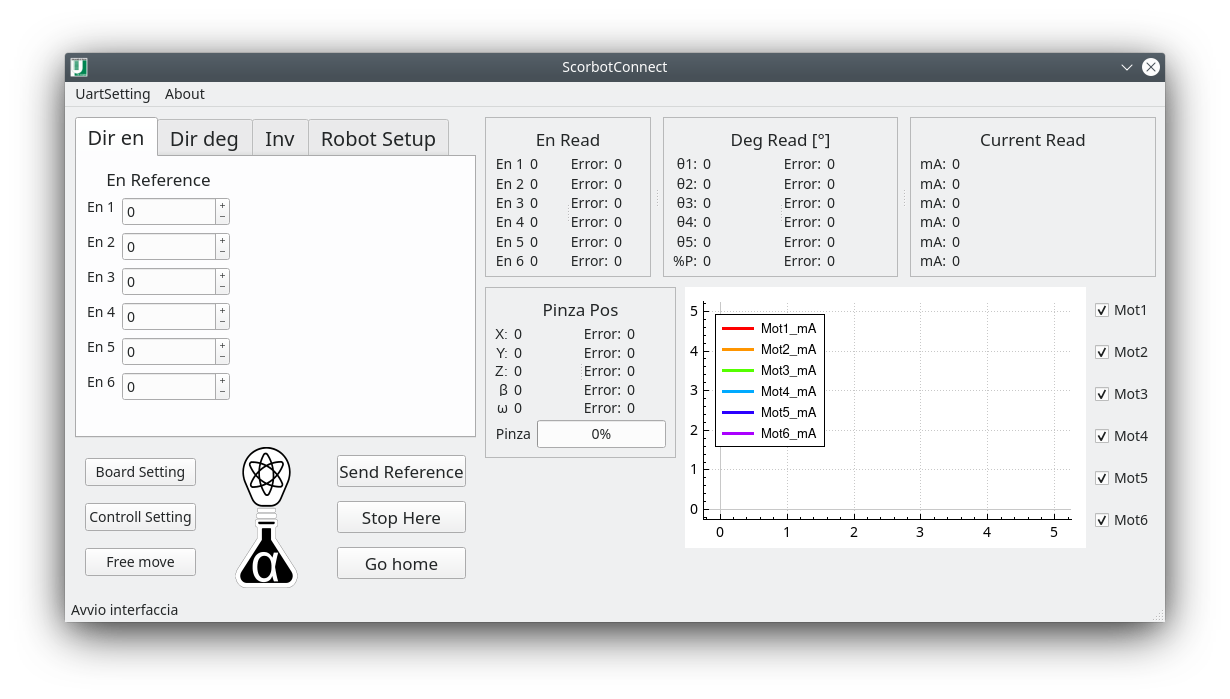 ScorbotConnect
UartSetting About
Dir en Dir deg Inv Robot Setup
En Reference
En 1 0
En 2 0
En 3 0
En 4 0
En 5 0
En 6 0
En Read
En 1 0 Error: 0
En 2 0 Error: 0
En 3 0 Error: 0
En 4 0 Error: 0
En 5 0 Error: 0
En 6 0 Error: 0
Deg Read [°]
θ1: 0 Error: 0
θ2: 0 Error: 0
θ3: 0 Error: 0
θ4: 0 Error: 0
θ5: 0 Error: 0
%P: 0 Error: 0
Current Read
mA: 0
mA: 0
mA: 0
mA: 0
mA: 0
mA: 0
Pinza Pos
X: 0 Error: 0
Y: 0 Error: 0
Z: 0 Error: 0
β 0 Error: 0
ω 0 Error: 0
Pinza 0%
5
4
3
2
1
0
Mot1_mA
Mot2_mA
Mot3_mA
Mot4_mA
Mot5_mA
Mot6_mA
0 1 2 3 4 5
Mot1
Mot2
Mot3
Mot4
Mot5
Mot6
Board Setting
Controll Setting
Free move
α
Send Reference
Stop Here
Go home
Avvio interfaccia